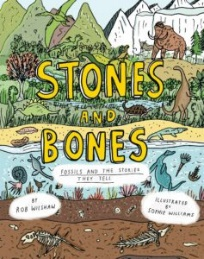 STONES
AND
BONES
FOSSILS AND THE STORIES
THEY TELL
BY
ROB WILSHAW
ILLUSTRATED
BY
SOPHIE WILLIAMS